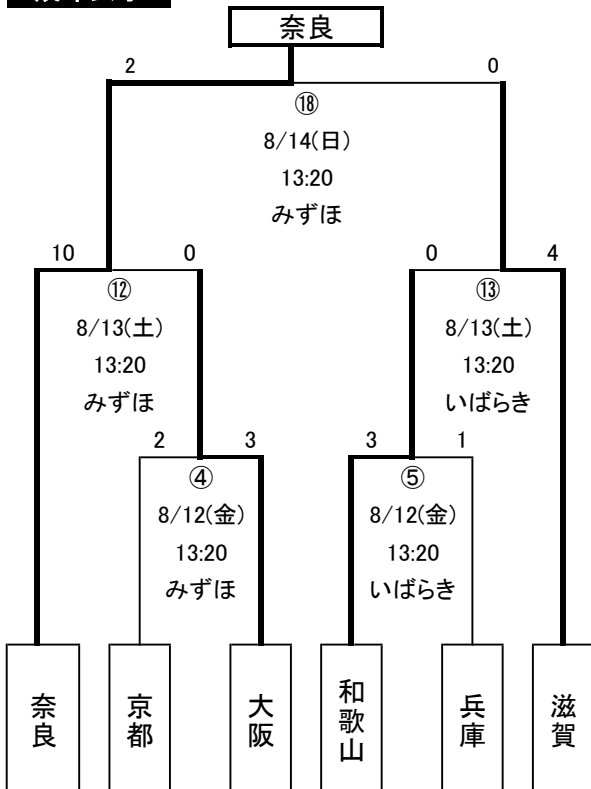 奈良
2 0
⑱
8/14(日)
13:20
みずほ
10 0 0 4
⑫ ⑬
8/13(土) 8/13(土)
13:20 13:20
みずほ いばらき
2 3 3 1
④ ⑤
8/12(金) 8/12(金)
13:20 13:20
みずほ いばらき
奈良 京都 大阪 和歌山 兵庫 滋賀